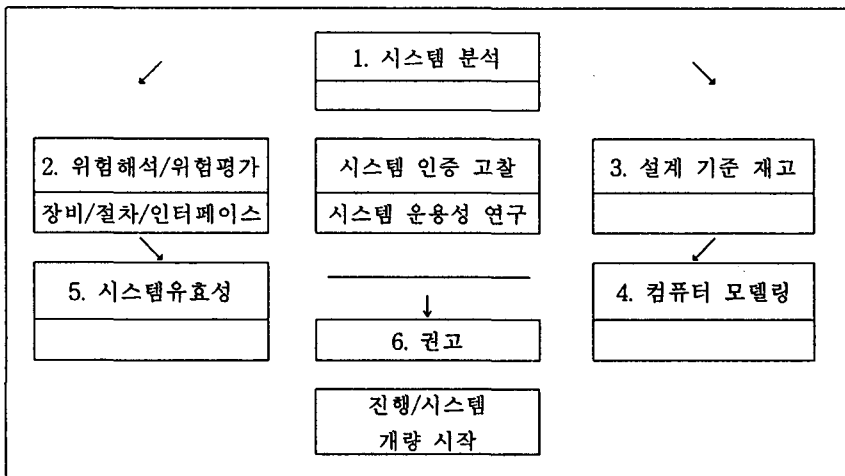 1. 시스템 분석
2. 위험해석/위험평가
장비/절차/인터페이스
시스템 인증 고찰
시스템 운용성 연구
3. 설계 기준 재고
5. 시스템유효성
4. 컴퓨터 모델링
6. 권고
진행/시스템
개량 시작